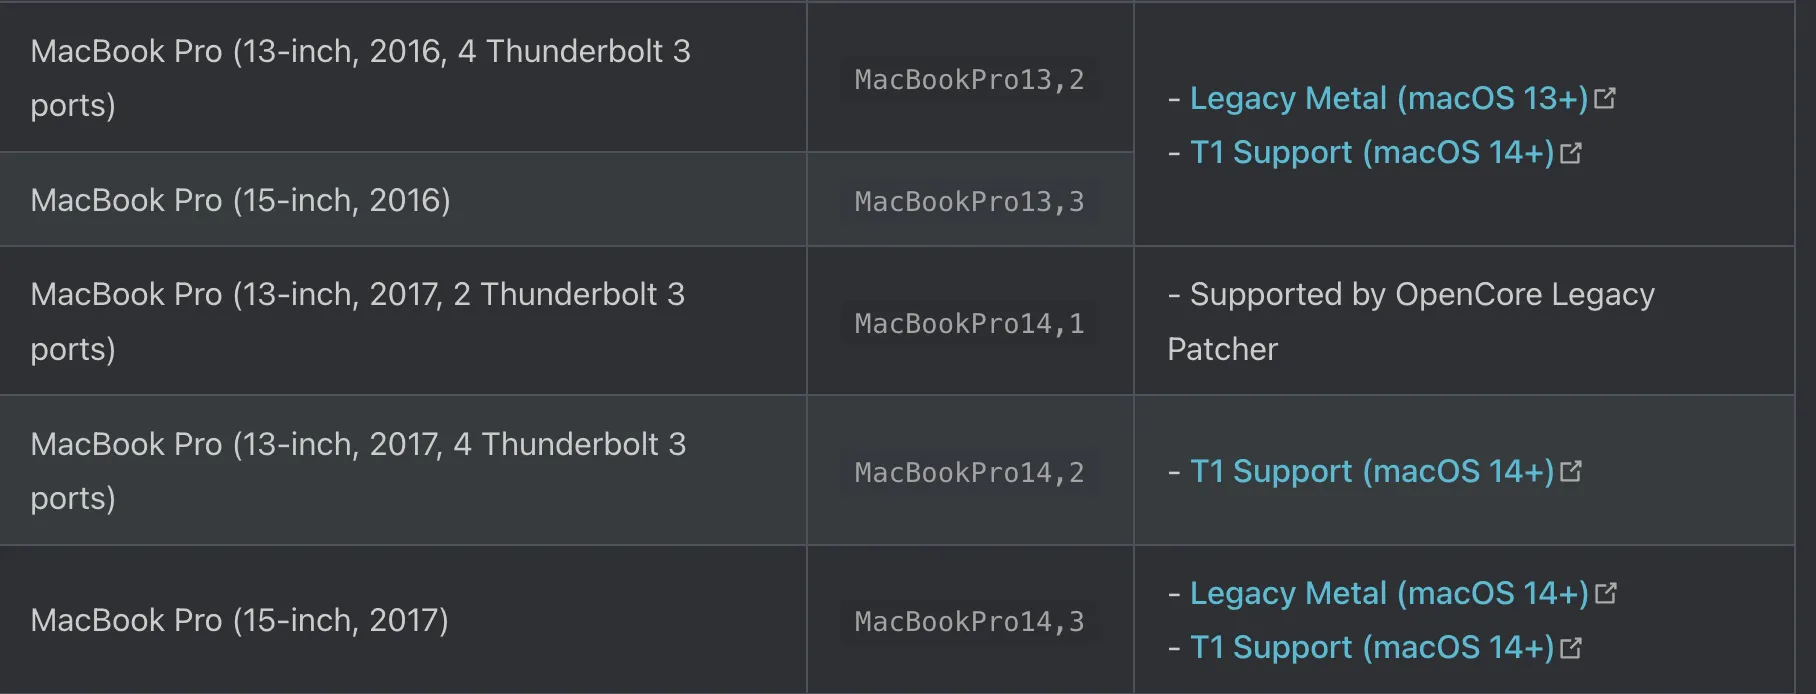 MacBook Pro (13-inch, 2016, 4 Thunderbolt 3
ports)
MacBookPro13,2
- Legacy Metal (macOS 13+)
- T1 Support (macOS 14+)
MacBook Pro (15-inch, 2016)
MacBookPro13,3
MacBook Pro (13-inch, 2017, 2 Thunderbolt 3
ports)
MacBookPro14,1
- Supported by OpenCore Legacy
Patcher
MacBook Pro (13-inch, 2017, 4 Thunderbolt 3
ports)
MacBookPro14,2
- T1 Support (macOS 14+)
MacBook Pro (15-inch, 2017)
MacBookPro14,3
- Legacy Metal (macOS 14+)
- T1 Support (macOS 14+)